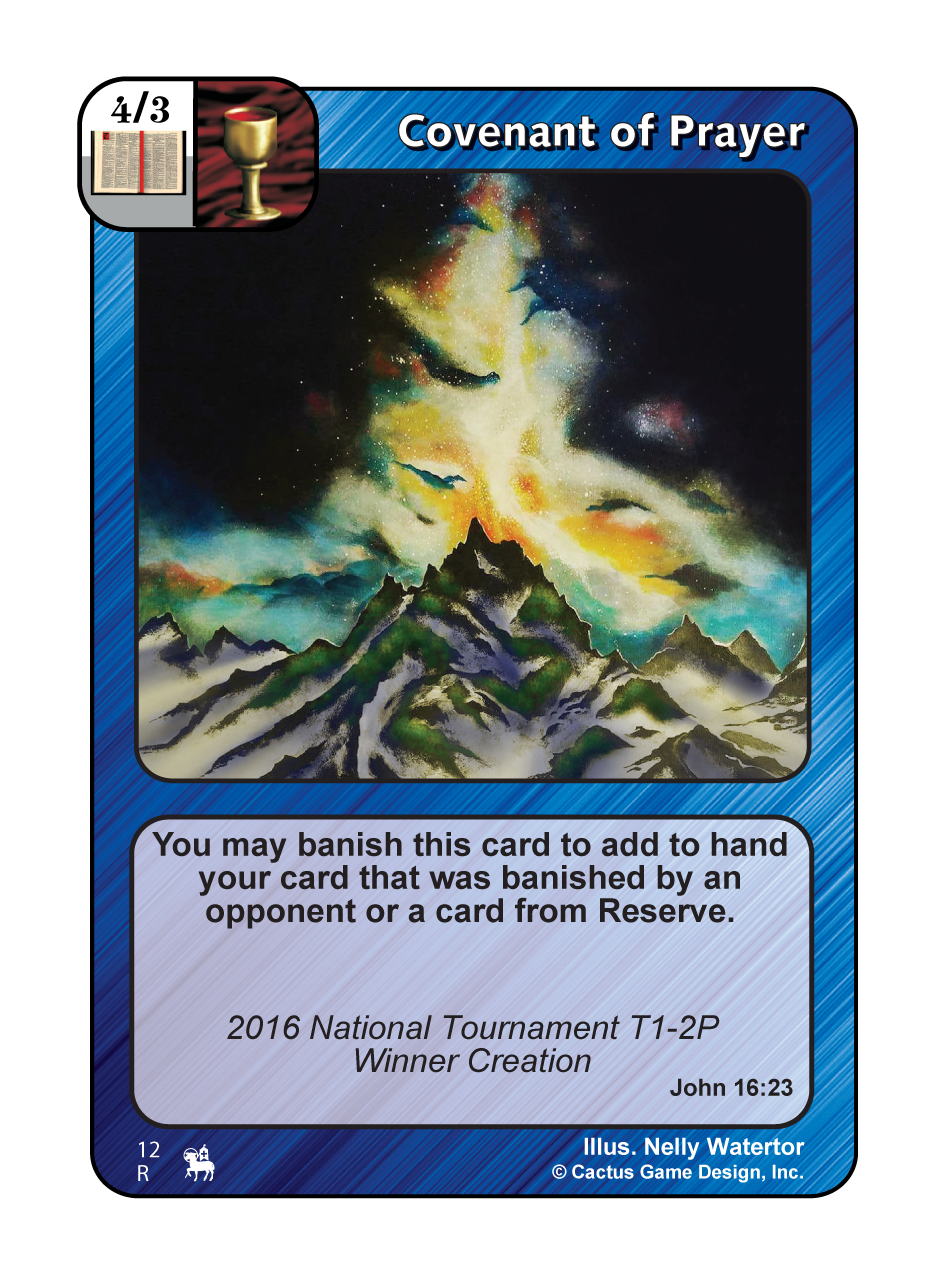 4/3
Covenant of Prayer
You may banish this card to add to hand
your card that was banished by an
opponent or a card from Reserve.
2016 National Tournament T1-2P
Winner Creation
John 16:23
12
R
Illus. Nelly Watertor
© Cactus Game Design, Inc.